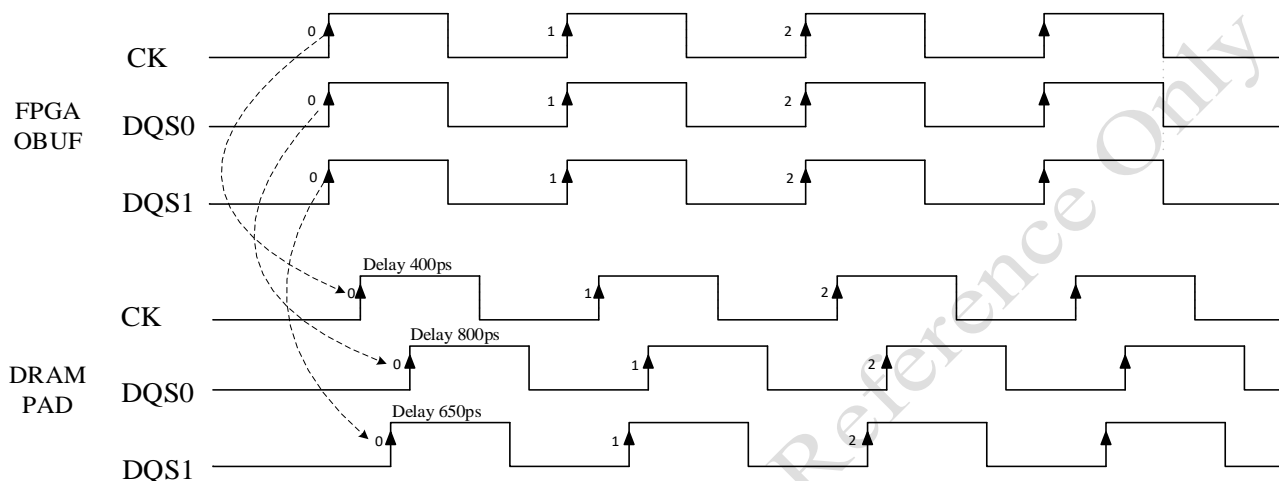 CK
0
1
2
FPGA
OBUF
DQS0
0
1
2
DQS1
0
1
2
Delay 400ps
CK
0
1
2
Delay 800ps
DRAM
PAD
DQS0
0
1
2
Delay 650ps
DQS1
0
1
2
Reference Only